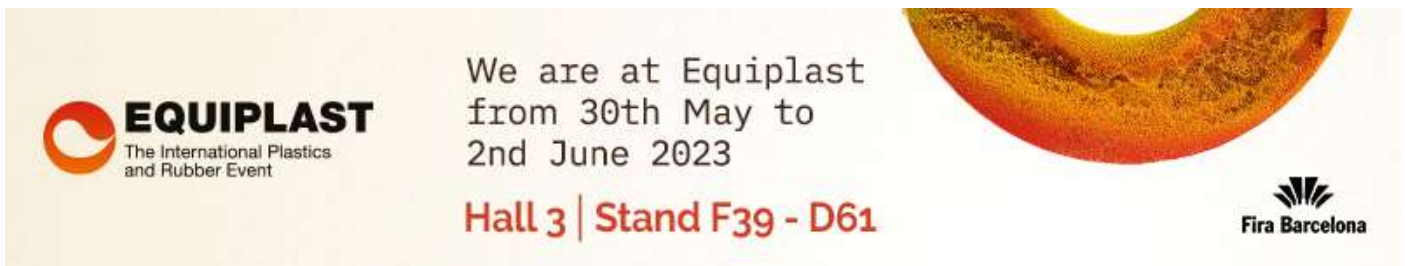 EQUIPLAST
The International Plastics
and Rubber Event
We are at Equiplast
from 30th May to
2nd June 2023
Hall 3 | Stand F39 - D61
Fira Barcelona